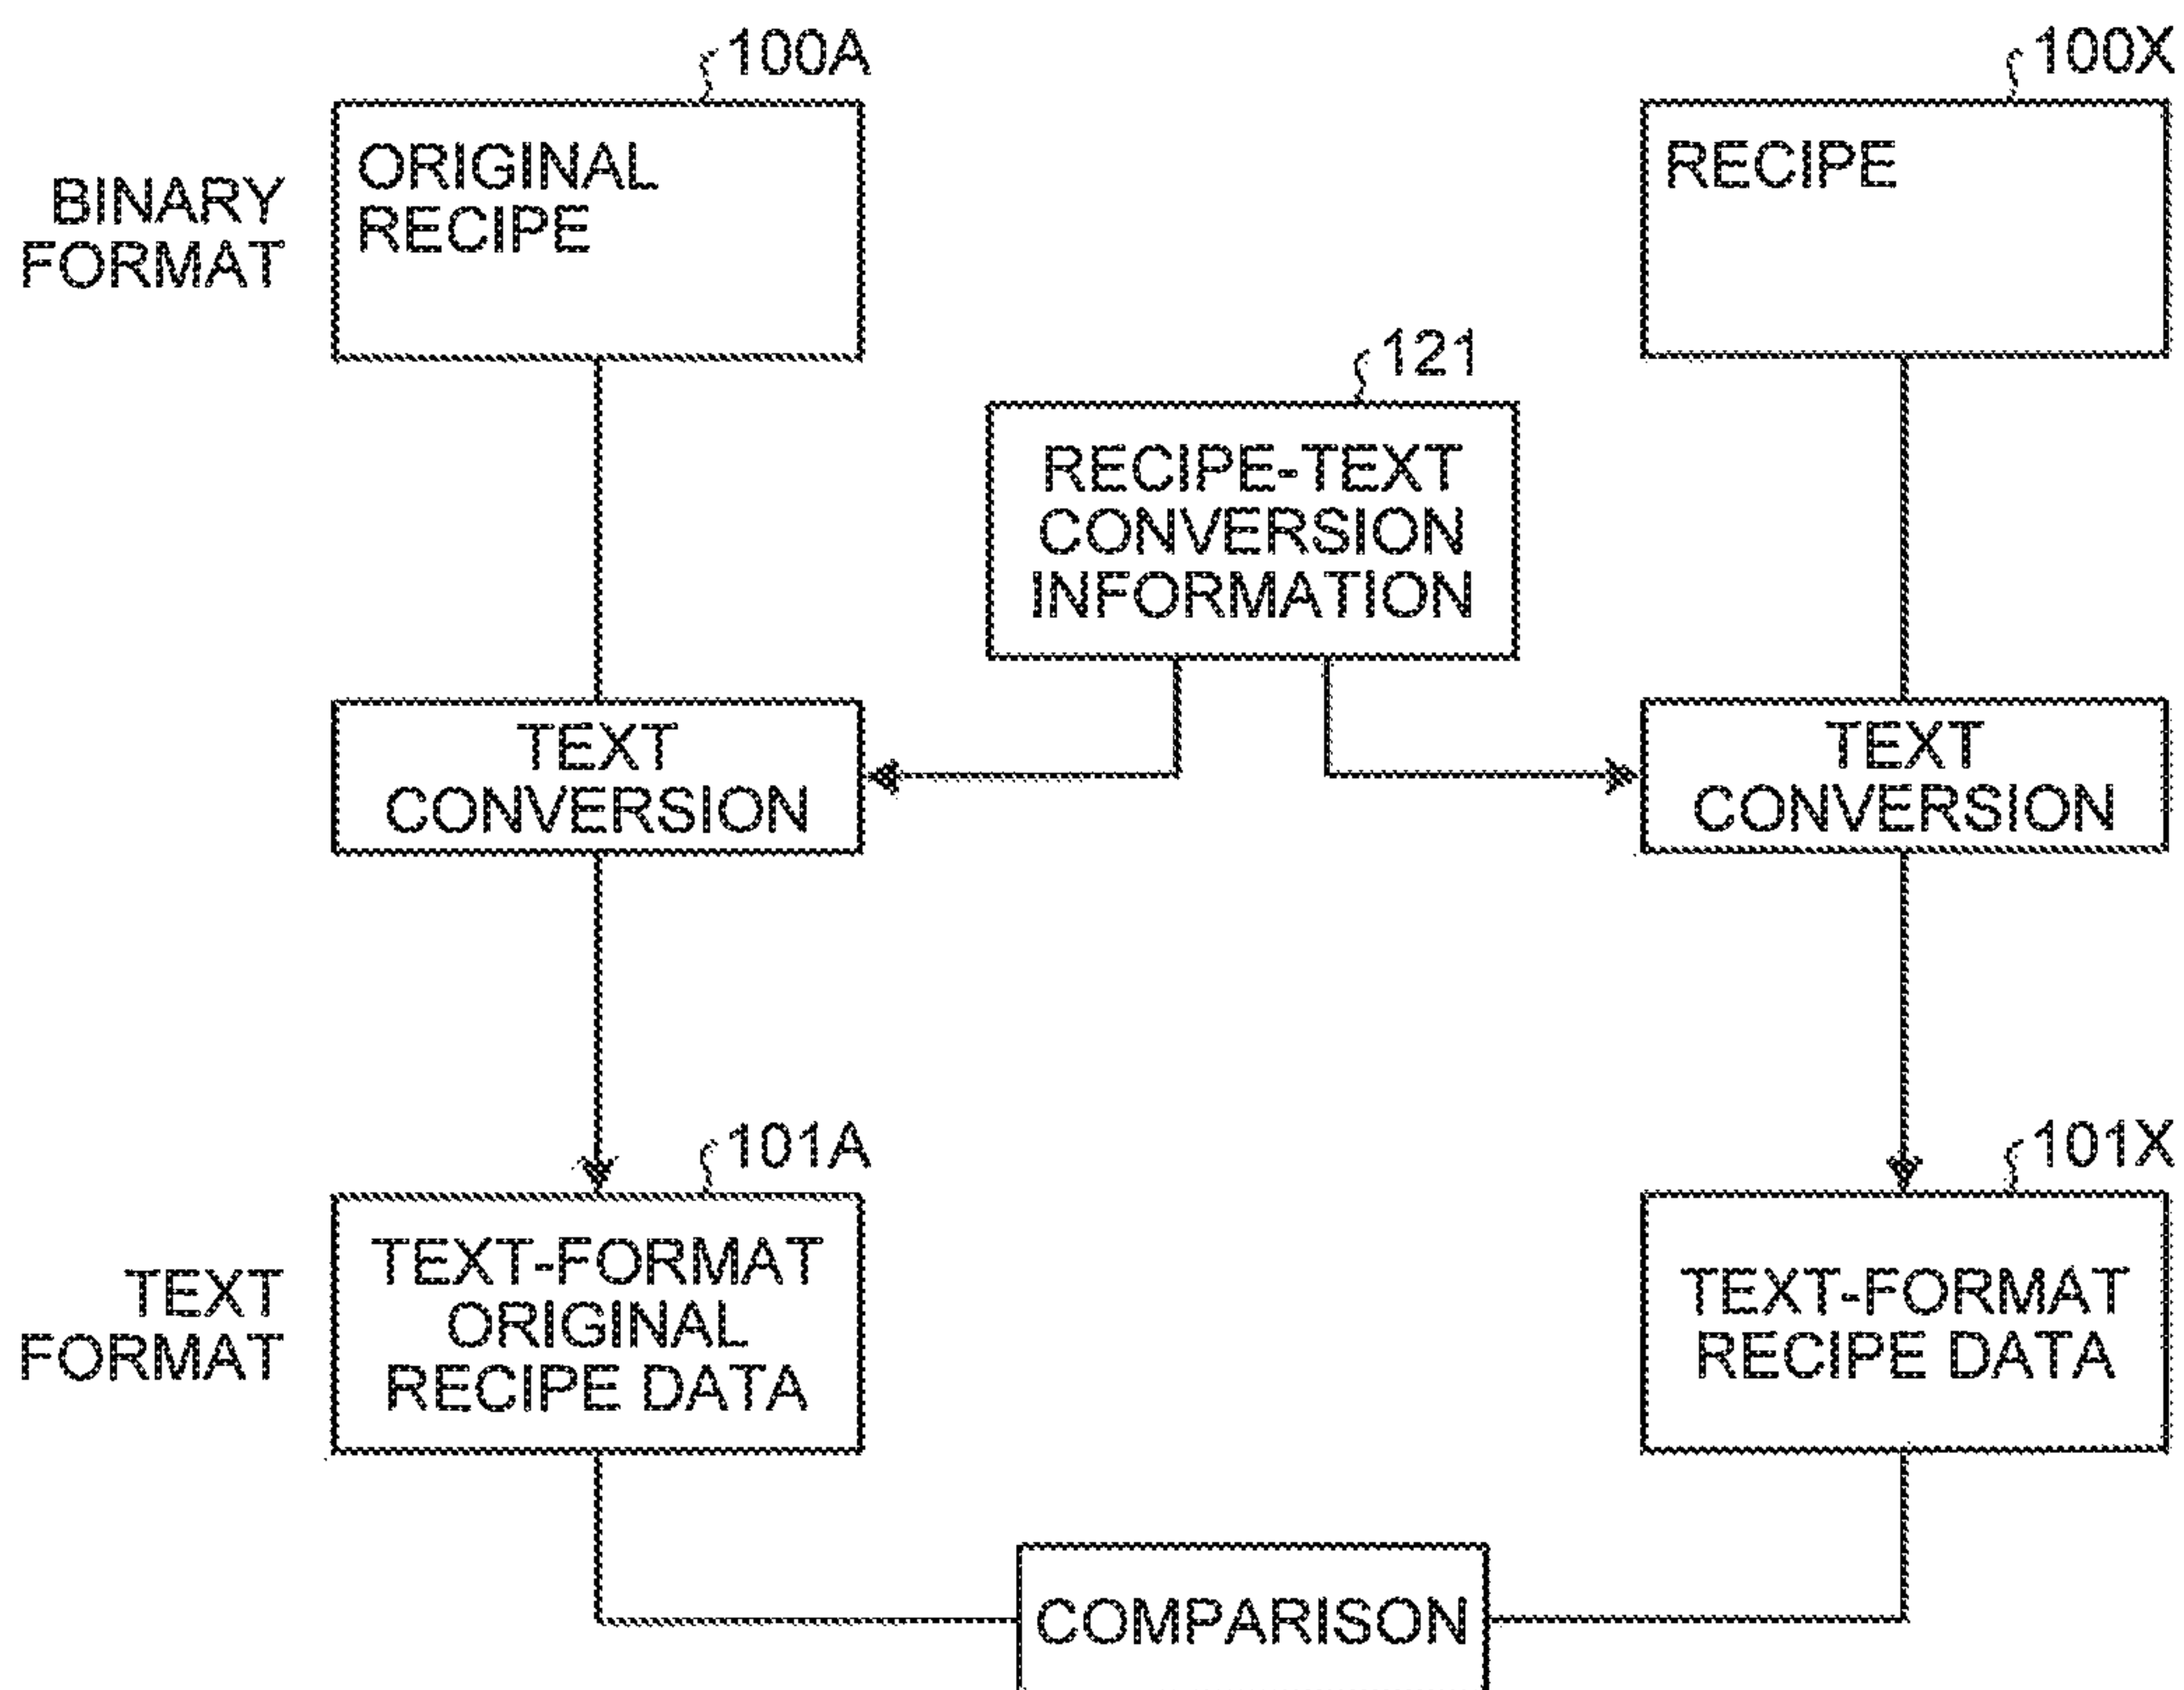 100A
100X
BINARY
FORMAT
ORIGINAL
RECIPE
RECIPE
121
RECIPE-TEXT
CONVERSION
INFORMATION
TEXT
CONVERSION
TEXT
CONVERSION
101A
101X
TEXT
FORMAT
TEXT-FORMAT
ORIGINAL
RECIPE DATA
TEXT-FORMAT
RECIPE DATA
COMPARISON